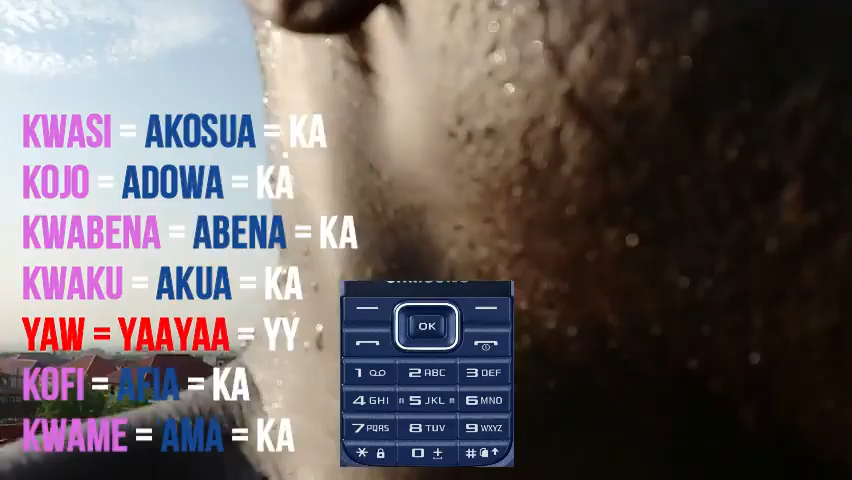 KWASI = AKOSUA = KA
KOJO = ADOWA = KA
KWABENA = ABENA = KA
KWAKU = AKUA = KA
YAW = YAAYAA = YY
KOFI = AFIA = KA
KWAME = AMA = KA
OK
1 2 ABC 3 DEF
4 GHI 5 JKL 6 MNO
7 PQRS 8 TUV 9 WXYZ
* 0 ± #